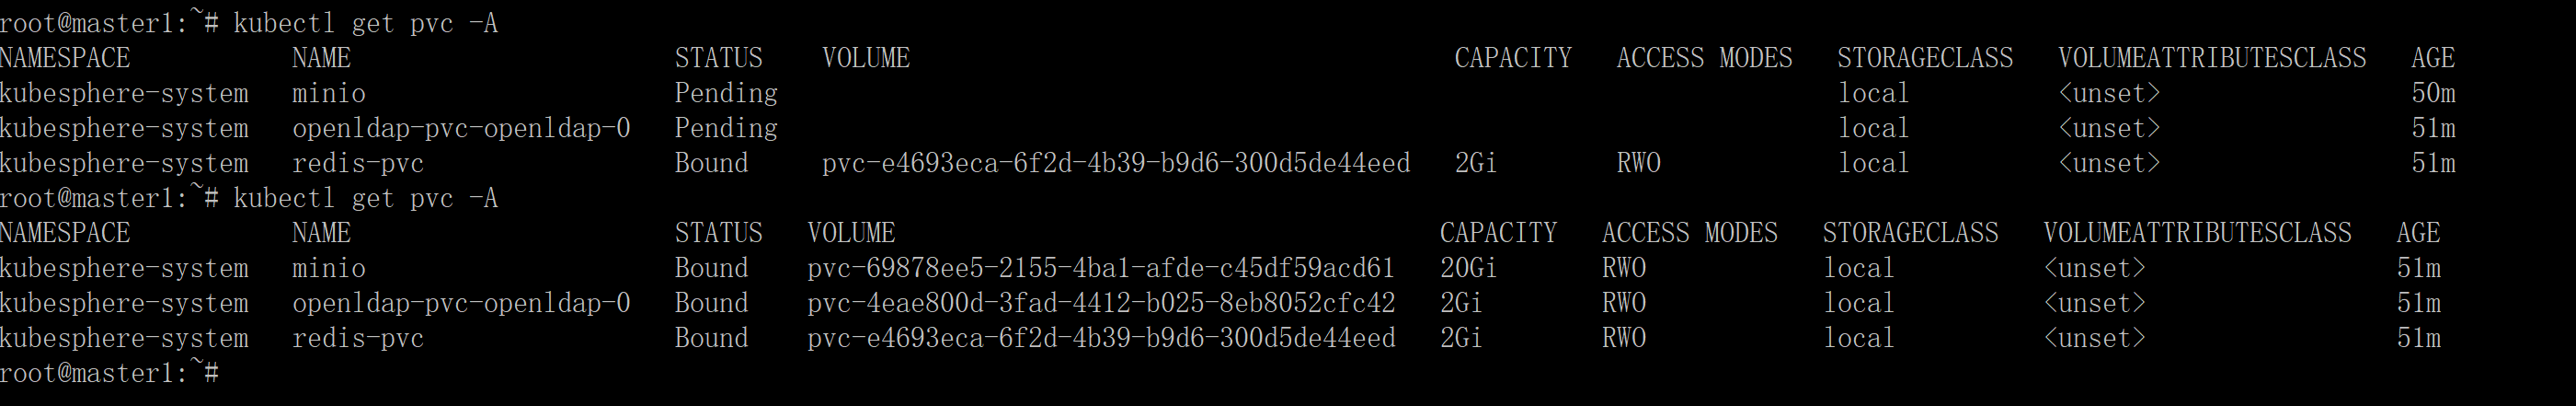 root@master1:~# kubectl get pvc -A
NAMESPACE NAME STATUS VOLUME CAPACITY ACCESS MODES STORAGECLASS VOLUMEATTRIBUTESCLASS AGE
kubesphere-system minio Pending local <unset> 50m
kubesphere-system openldap-pvc-openldap-0 Pending local <unset> 51m
kubesphere-system redis-pvc Bound pvc-e4693eca-6f2d-4b39-b9d6-300d5de44eed 2Gi RWO local <unset> 51m
root@master1:~# kubectl get pvc -A
NAMESPACE NAME STATUS VOLUME CAPACITY ACCESS MODES STORAGECLASS VOLUMEATTRIBUTESCLASS AGE
kubesphere-system minio Bound pvc-69878ee5-2155-4ba1-afde-c45df59acd61 20Gi RWO local <unset> 51m
kubesphere-system openldap-pvc-openldap-0 Bound pvc-4eae800d-3fad-4412-b025-8eb8052cfc42 2Gi RWO local <unset> 51m
kubesphere-system redis-pvc Bound pvc-e4693eca-6f2d-4b39-b9d6-300d5de44eed 2Gi RWO local <unset> 51m
root@master1:~#